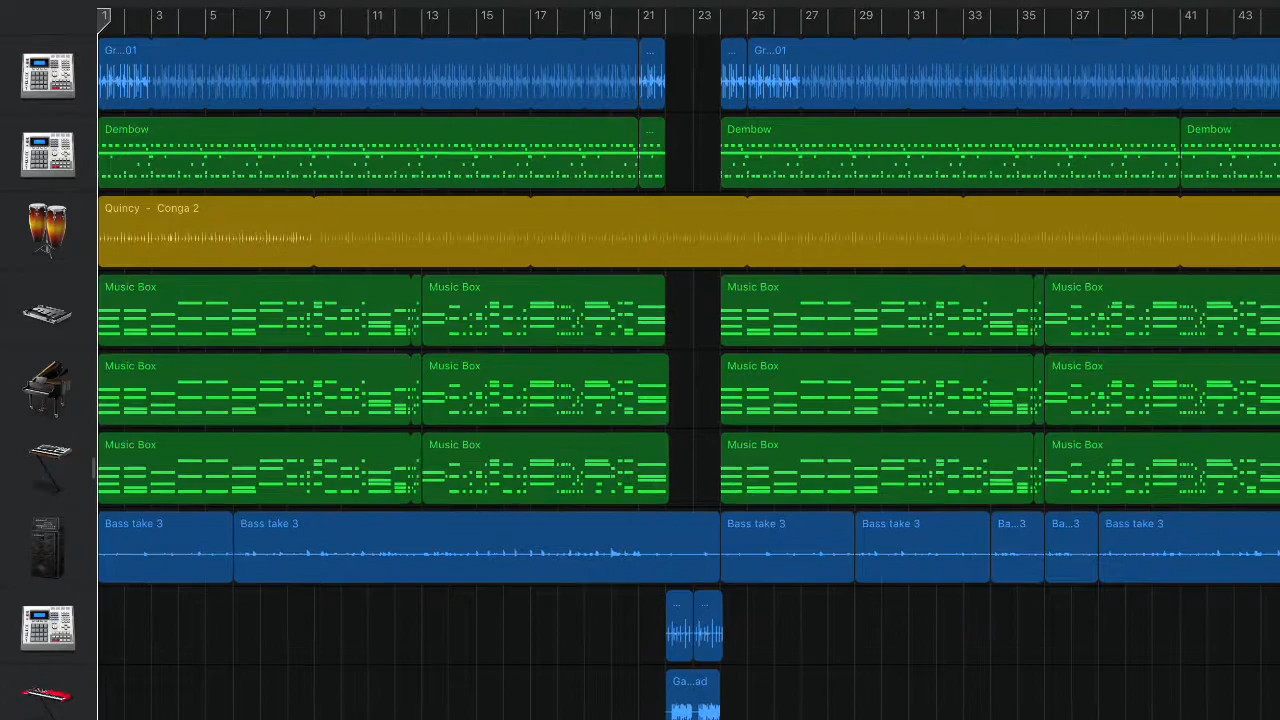 1 3 5 7 9 11 13 15 17 19 21 23 25 27 29 31 33 35 37 39 41 43
Gr...01 ... ... Gr...01
Dembow ... Dembow Dembow
Quincy - Conga 2
Music Box Music Box Music Box Music Box
Music Box Music Box Music Box Music Box
Music Box Music Box Music Box Music Box
Bass take 3 Bass take 3 Bass take 3 Bass take 3 Ba...3 Ba...3 Bass take 3
... ...
Ga...ad